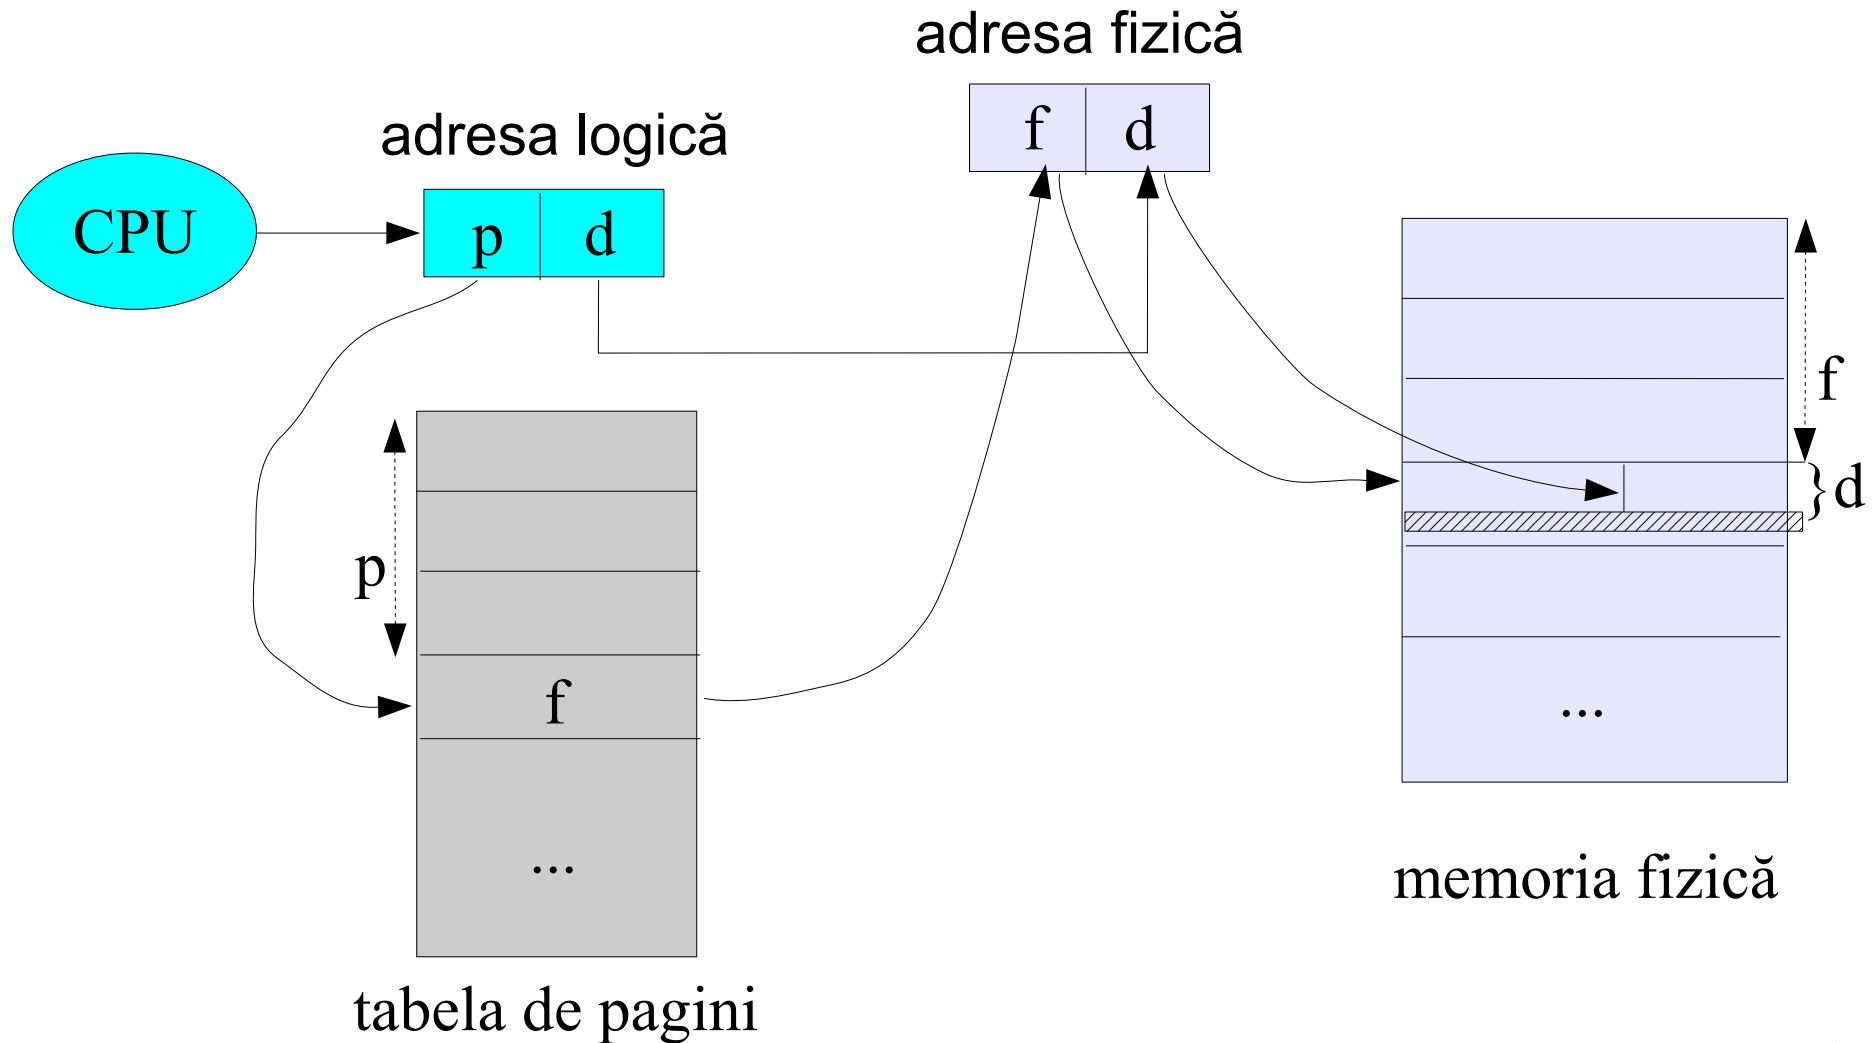 adresa fizică
f d
adresa logică
CPU
p d
f
}d
p
f
...
...
memoria fizică
tabela de pagini